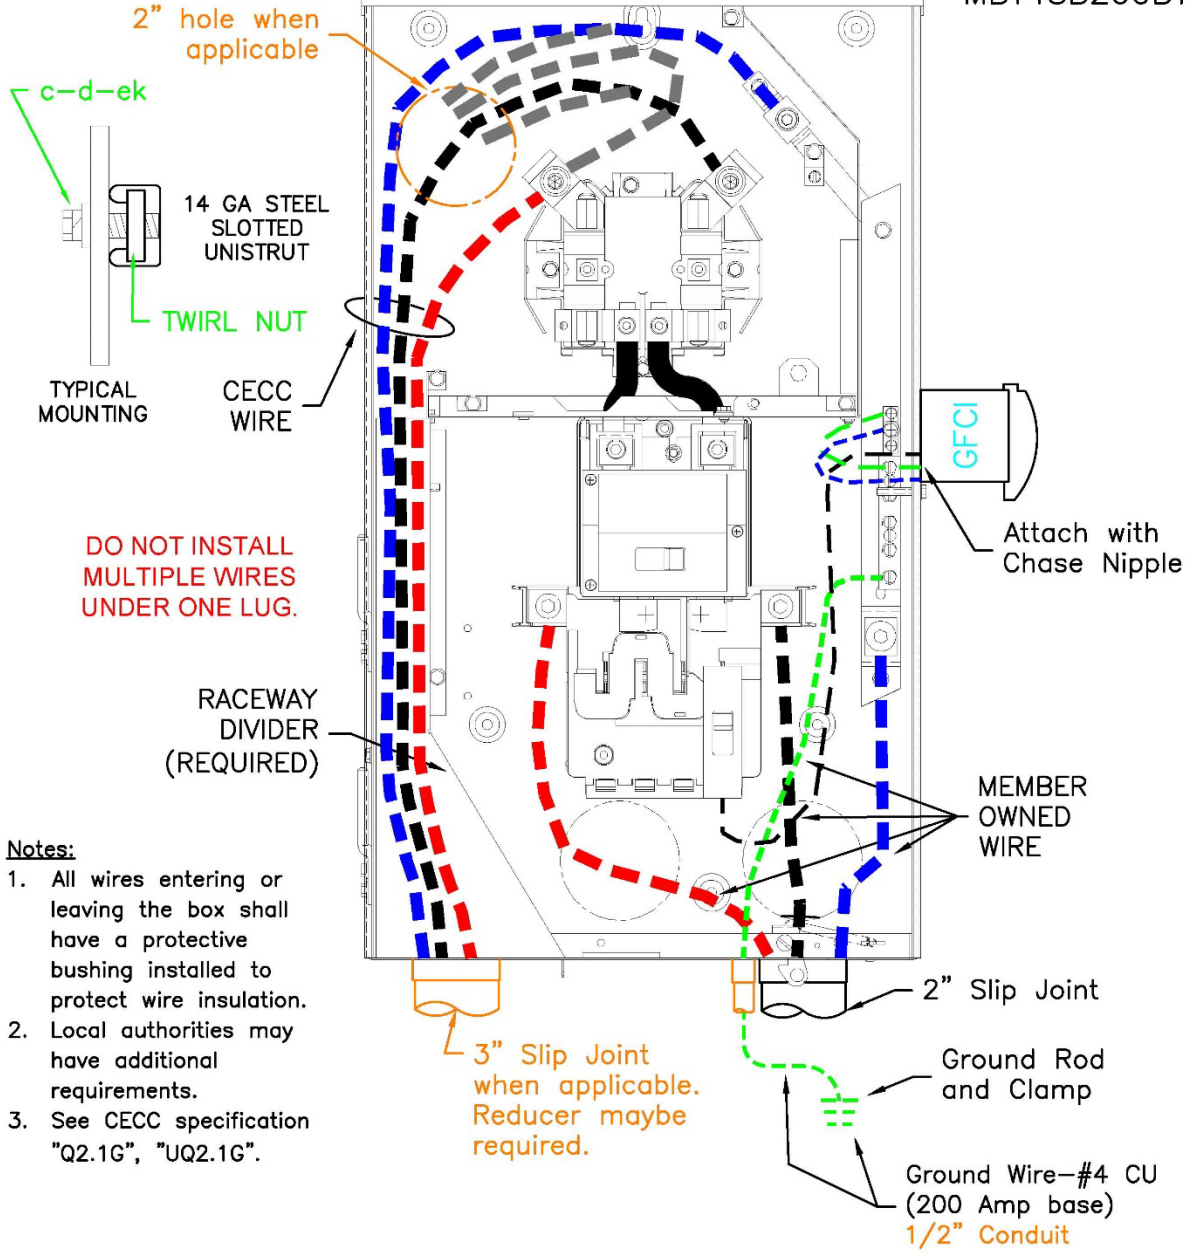 2” hole when
applicable
c-d-ek
14 GA STEEL
SLOTTED
UNISTRUT
TWIRL NUT
TYPICAL
MOUNTING
CECC
WIRE
GFCI
Attach with
Chase Nipple
DO NOT INSTALL
MULTIPLE WIRES
UNDER ONE LUG.
RACEWAY
DIVIDER
(REQUIRED)
MEMBER
OWNED
WIRE
Notes:
1. All wires entering or
leaving the box shall
have a protective
bushing installed to
protect wire insulation.
2. Local authorities may
have additional
requirements.
3. See CECC specification
"Q2.1G”, ”UQ2.1G”.
2” Slip Joint
3” Slip Joint
when applicable.
Reducer maybe
required.
Ground Rod
and Clamp
Ground Wire–#4 CU
(200 Amp base)
1/2” Conduit